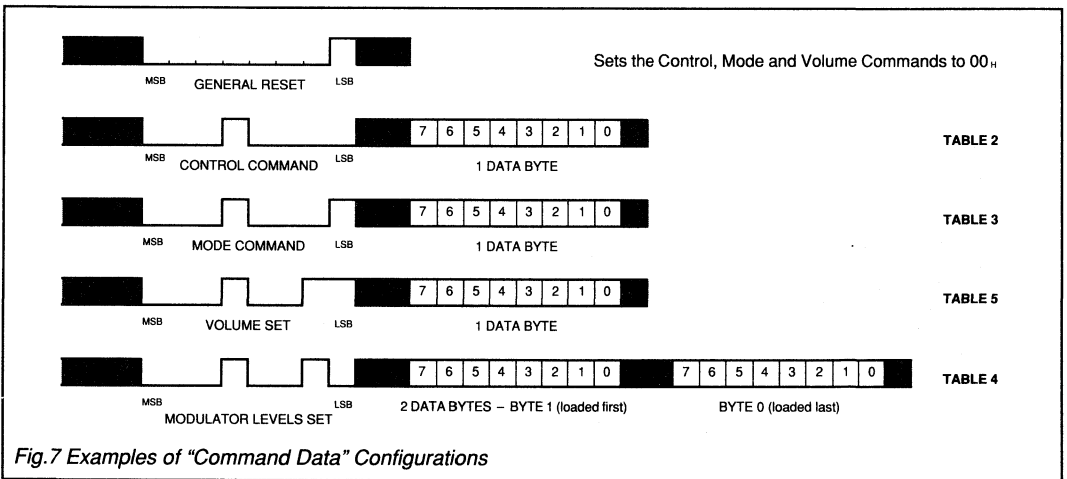 MSB GENERAL RESET LSB
Sets the Control, Mode and Volume Commands to 00 H
7 6 5 4 3 2 1 0
MSB CONTROL COMMAND LSB
1 DATA BYTE
TABLE 2
7 6 5 4 3 2 1 0
MSB MODE COMMAND LSB
1 DATA BYTE
TABLE 3
7 6 5 4 3 2 1 0
MSB VOLUME SET LSB
1 DATA BYTE
TABLE 5
7 6 5 4 3 2 1 0
7 6 5 4 3 2 1 0
MSB MODULATOR LEVELS SET LSB
2 DATA BYTES – BYTE 1 (loaded first)
BYTE 0 (loaded last)
TABLE 4
Fig.7 Examples of "Command Data" Configurations